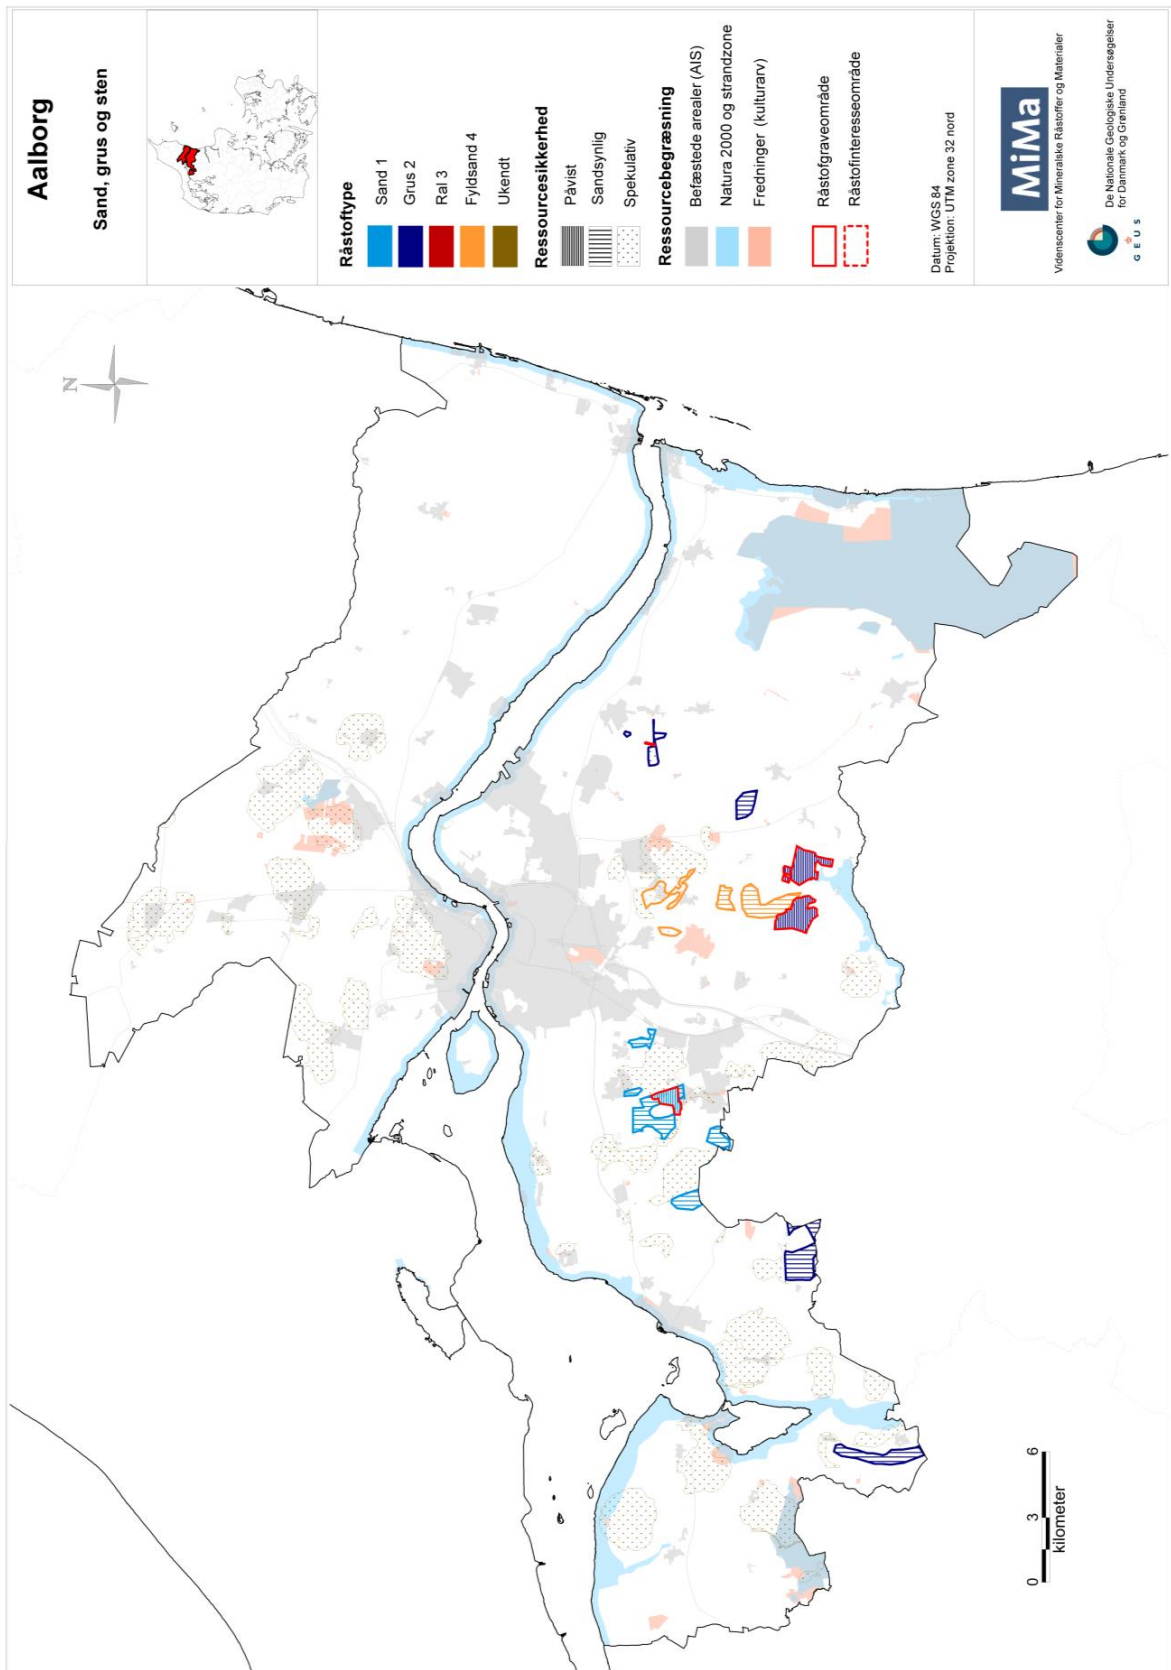 Aalborg
Sand, grus og sten
Råstoftype
Sand 1
Grus 2
Ral 3
Fyldsand 4
Ukendt
Ressourcesikkerhed
Påvist
Sandsynlig
Spekulativ
Ressourcebegræsning
Befæstede arealer (AIS)
Natura 2000 og strandzone
Fredninger (kulturarv)
Råstofgraveområde
Råstofinteresseområde
Datum: WGS 84
Projektion: UTM zone 32 nord
MiMa
Videnscenter for Mineralske Råstoffer og Materialer
G E U S
De Nationale Geologiske Undersøgelser
for Danmark og Grønland
N
0 3 6
kilometer